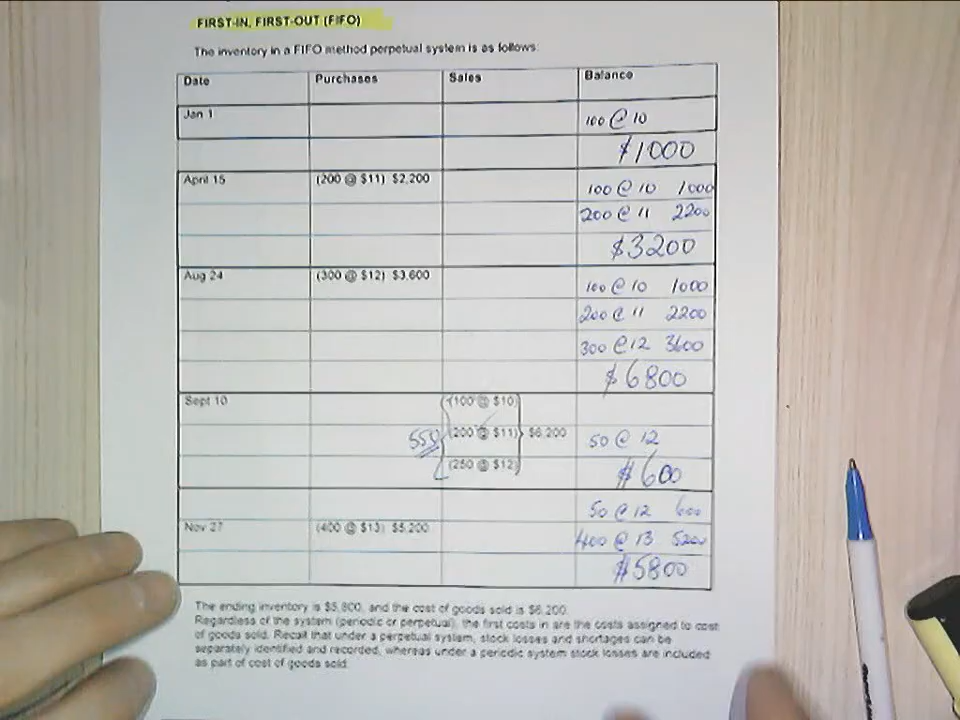 FIRST-IN, FIRST-OUT (FIFO)
The inventory in a FIFO method perpetual system is as follows:
Date Purchases Sales Balance
Jan 1 100 @ 10
$1000
April 15 (200 @ $11) $2,200 100 @ 10 1000
200 @ 11 2200
$3200
Aug 24 (300 @ $12) $3,600 100 @ 10 1000
200 @ 11 2200
300 @ 12 3600
$6800
Sept 10 (100 @ $10)
550 (200 @ $11) $6,200 50 @ 12
(250 @ $12) $600
50 @ 12 600
Nov 27 (400 @ $13) $5,200 400 @ 13 5200
$5800
The ending inventory is $5,800, and the cost of goods sold is $6,200.
Regardless of the system (periodic or perpetual), the first costs in are the costs assigned to cost
of goods sold. Recall that under a perpetual system, stock losses and shortages can be
separately identified and recorded, whereas under a periodic system stock losses are included
as part of cost of goods sold.